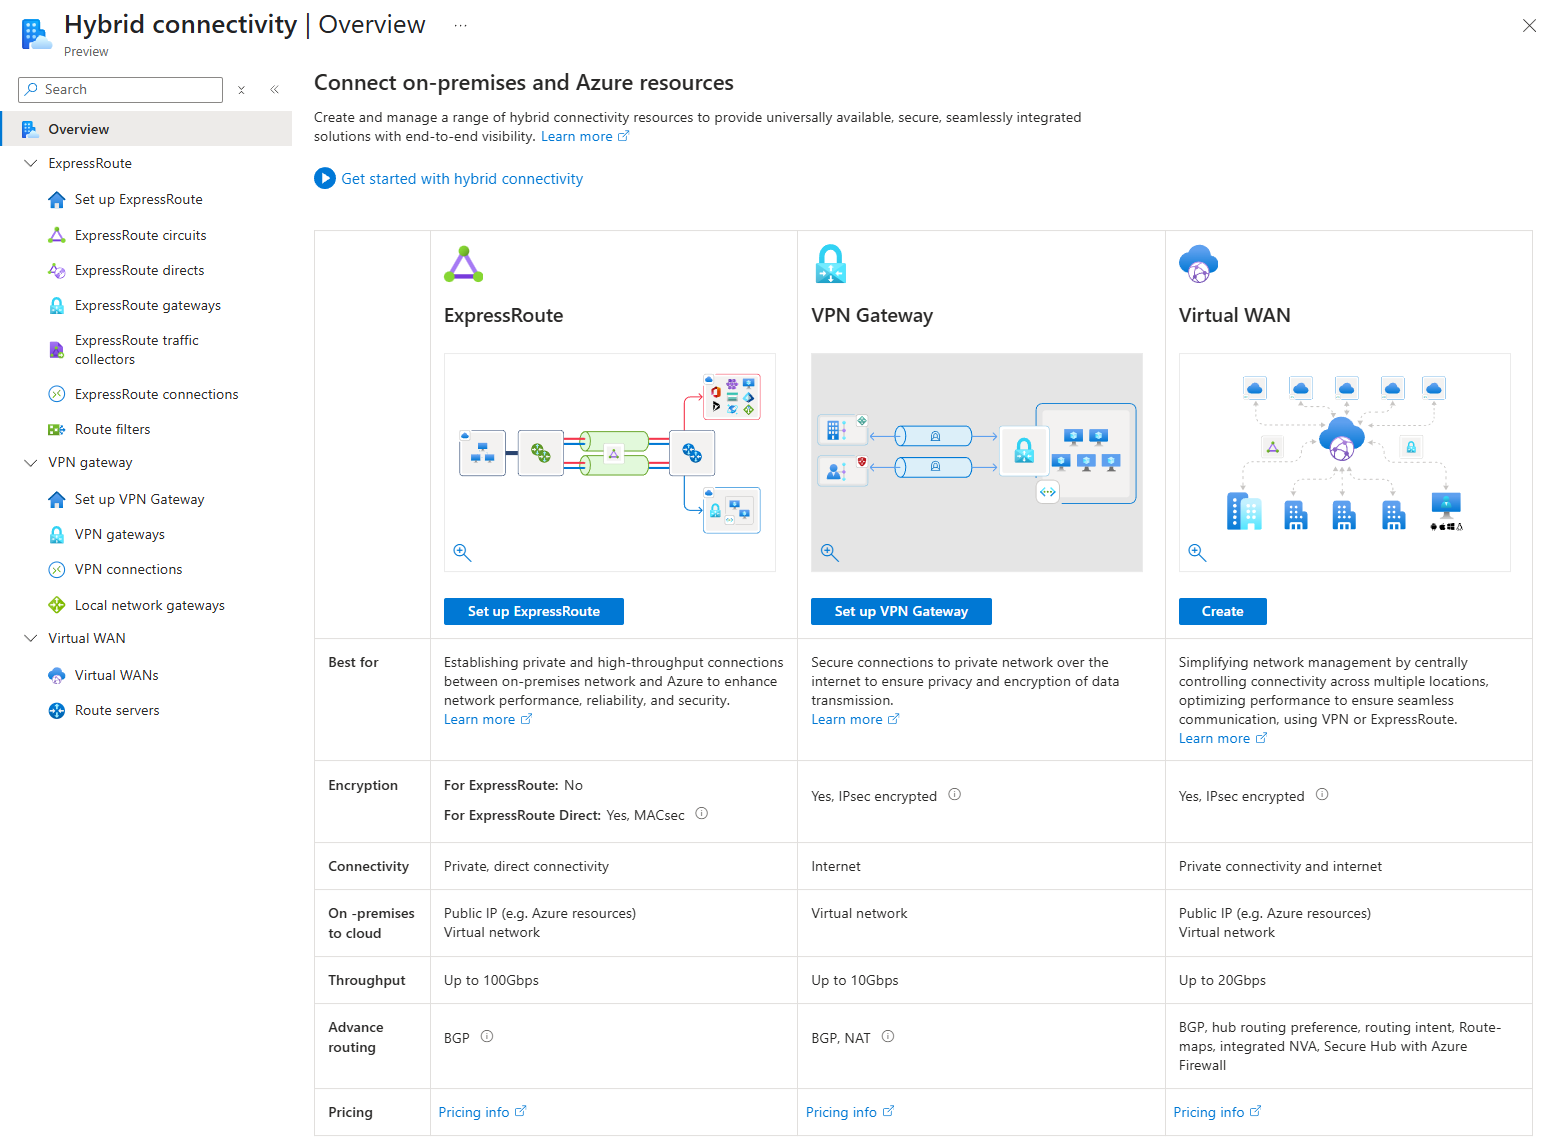 Hybrid connectivity | Overview ...
Preview
Search
Overview
ExpressRoute
Set up ExpressRoute
ExpressRoute circuits
ExpressRoute directs
ExpressRoute gateways
ExpressRoute traffic
collectors
ExpressRoute connections
Route filters
VPN gateway
Set up VPN Gateway
VPN gateways
VPN connections
Local network gateways
Virtual WAN
Virtual WANs
Route servers
Connect on-premises and Azure resources
Create and manage a range of hybrid connectivity resources to provide universally available, secure, seamlessly integrated
solutions with end-to-end visibility. Learn more
Get started with hybrid connectivity
ExpressRoute
VPN Gateway
Virtual WAN
Set up ExpressRoute
Set up VPN Gateway
Create
Best for
Establishing private and high-throughput connections
between on-premises network and Azure to enhance
network performance, reliability, and security.
Learn more
Secure connections to private network over the
internet to ensure privacy and encryption of data
transmission.
Learn more
Simplifying network management by centrally
controlling connectivity across multiple locations,
optimizing performance to ensure seamless
communication, using VPN or ExpressRoute.
Learn more
Encryption
For ExpressRoute: No
For ExpressRoute Direct: Yes, MACsec
Yes, IPsec encrypted
Yes, IPsec encrypted
Connectivity
Private, direct connectivity
Internet
Private connectivity and internet
On -premises
to cloud
Public IP (e.g. Azure resources)
Virtual network
Virtual network
Public IP (e.g. Azure resources)
Virtual network
Throughput
Up to 100Gbps
Up to 10Gbps
Up to 20Gbps
Advance
routing
BGP
BGP, NAT
BGP, hub routing preference, routing intent, Route-
maps, integrated NVA, Secure Hub with Azure
Firewall
Pricing
Pricing info
Pricing info
Pricing info